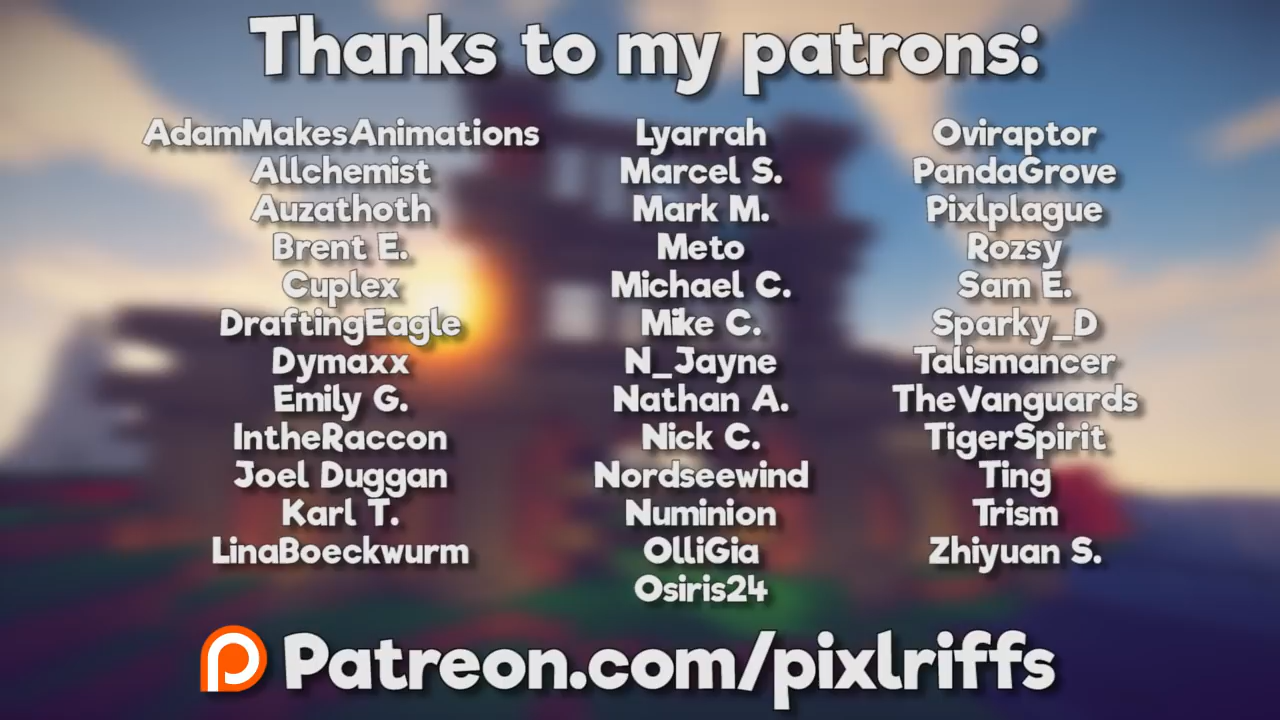 Thanks to my patrons:
AdamMakesAnimations
Allchemist
Auzathoth
Brent E.
Cuplex
DraftingEagle
Dymaxx
Emily G.
IntheRaccon
Joel Duggan
Karl T.
LinaBoeckwurm
Lyarrah
Marcel S.
Mark M.
Meto
Michael C.
Mike C.
N_Jayne
Nathan A.
Nick C.
Nordseewind
Numinion
OlliGia
Osiris24
Oviraptor
PandaGrove
Pixlplague
Rozsy
Sam E.
Sparky_D
Talismancer
TheVanguards
TigerSpirit
Ting
Trism
Zhiyuan S.
Patreon.com/pixlriffs